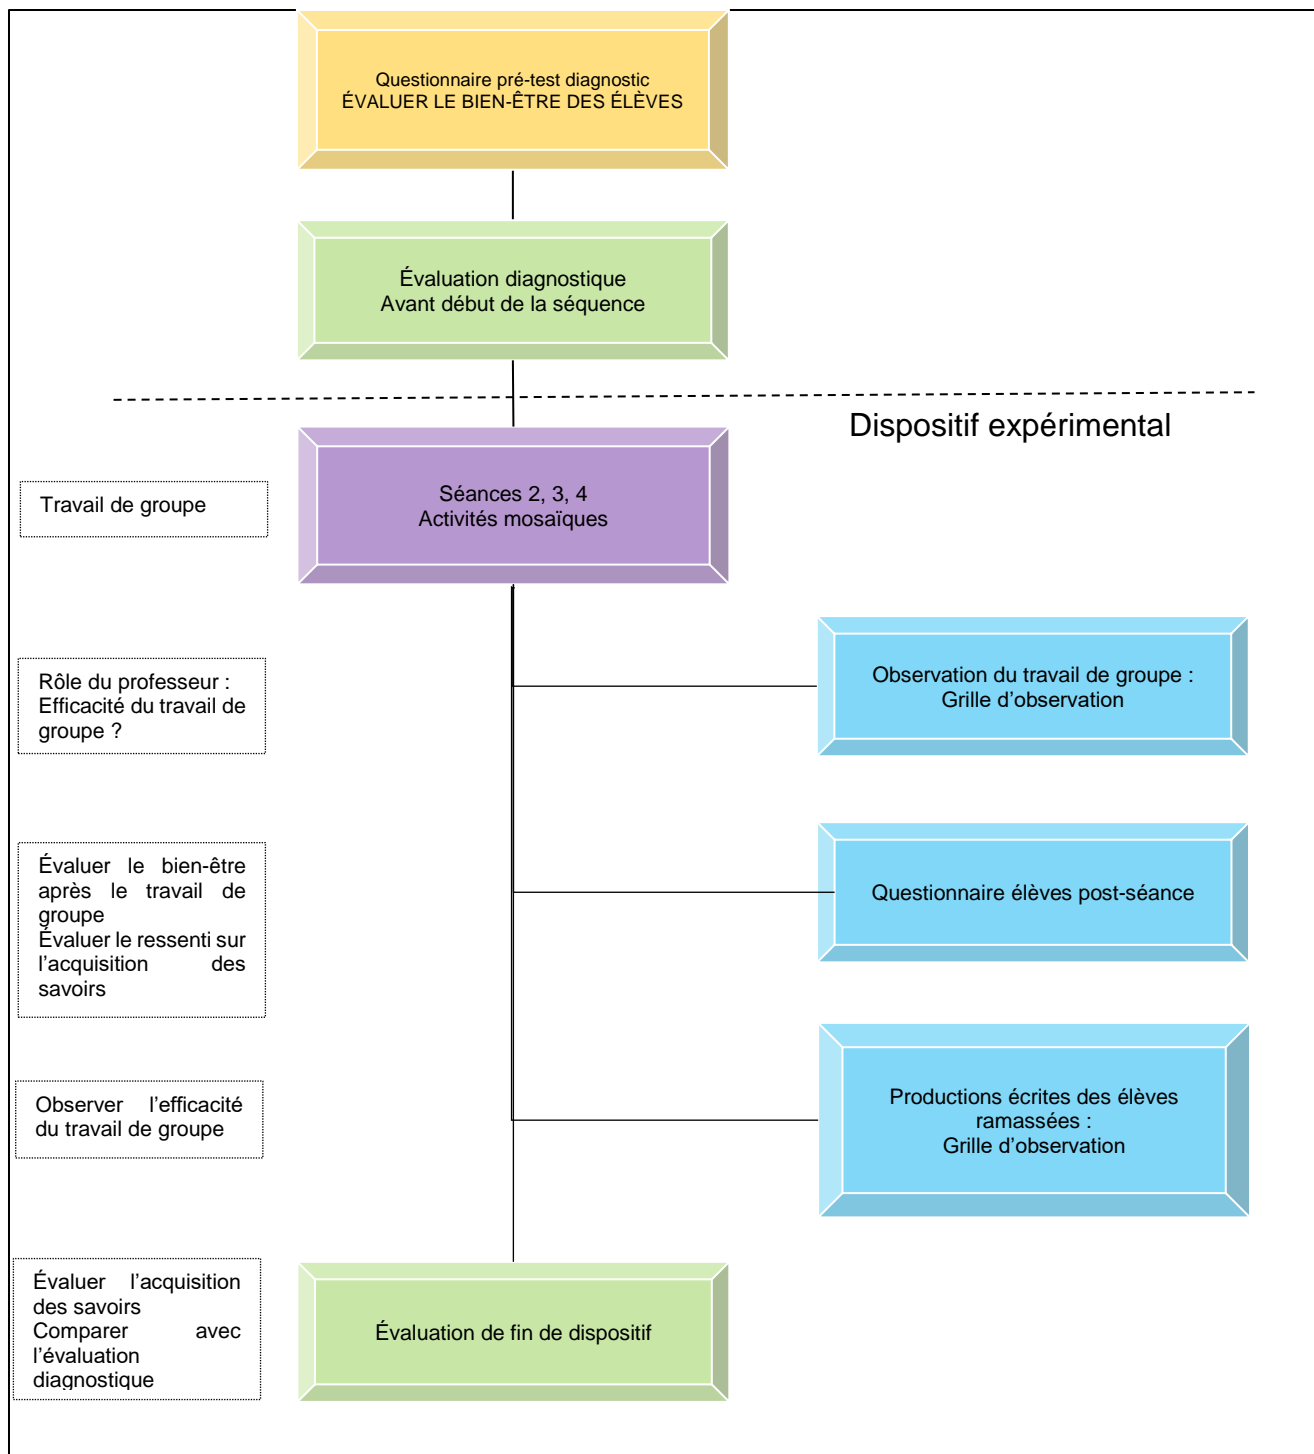 Questionnaire pré-test diagnostic
ÉVALUER LE BIEN-ÊTRE DES ÉLÈVES
Évaluation diagnostique
Avant début de la séquence
Dispositif expérimental
Travail de groupe
Séances 2, 3, 4
Activités mosaïques
Rôle du professeur :
Efficacité du travail de
groupe ?
Observation du travail de groupe :
Grille d’observation
Évaluer le bien-être
après le travail de
groupe
Évaluer le ressenti sur
l’acquisition des
savoirs
Questionnaire élèves post-séance
Observer l’efficacité
du travail de groupe
Productions écrites des élèves
ramassées :
Grille d’observation
Évaluer l’acquisition
des savoirs
Comparer avec
l’évaluation
diagnostique
Évaluation de fin de dispositif